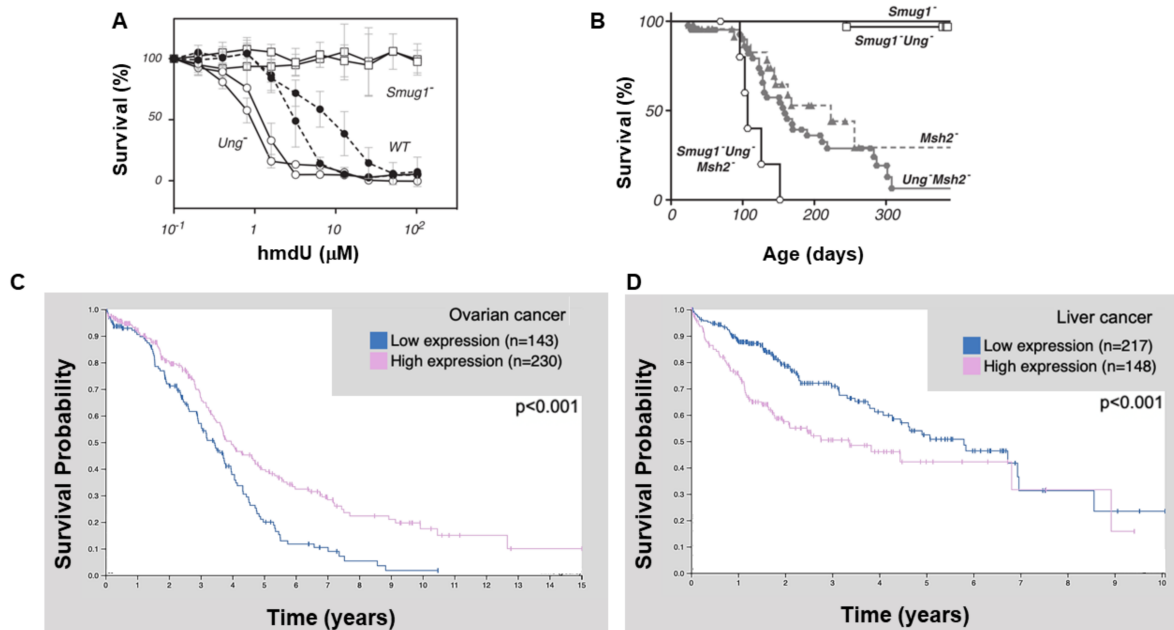 A
Survival (%)
100
50
0
Smug1⁻
Ung⁻
WT
10⁻¹ 1 10 10²
hmdU (μM)
B
Survival (%)
100
50
0
Smug1⁻
Smug1⁻Ung⁻
Msh2⁻
Smug1⁻Ung⁻
Msh2⁻
Ung⁻Msh2⁻
0 100 200 300
Age (days)
C
Survival Probability
1.0
0.9
0.8
0.7
0.6
0.5
0.4
0.3
0.2
0.1
0.0
Ovarian cancer
Low expression (n=143)
High expression (n=230)
p<0.001
0 1 2 3 4 5 6 7 8 9 10 11 12 13 14 15
Time (years)
D
Survival Probability
1.0
0.9
0.8
0.7
0.6
0.5
0.4
0.3
0.2
0.1
0.0
Liver cancer
Low expression (n=217)
High expression (n=148)
p<0.001
0 1 2 3 4 5 6 7 8 9 10
Time (years)